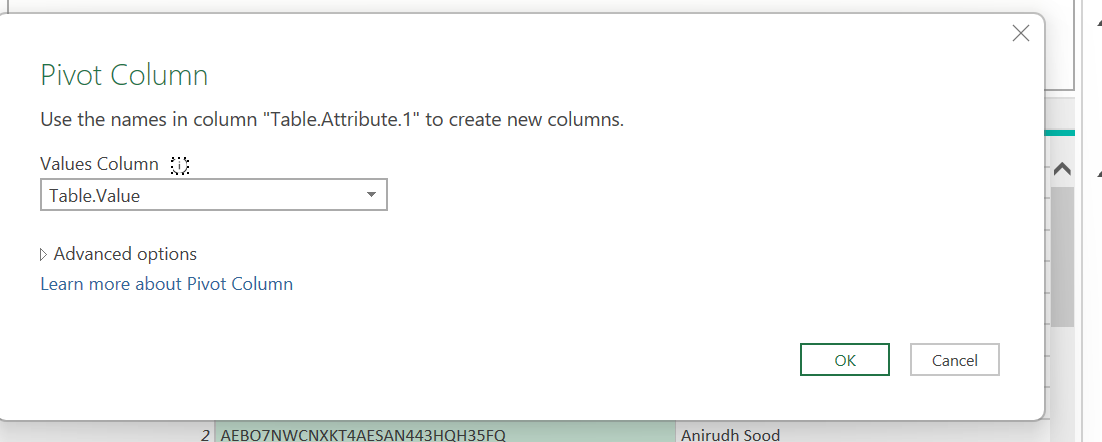 Pivot Column
Use the names in column "Table.Attribute.1" to create new columns.
Values Column
Table.Value
Advanced options
Learn more about Pivot Column
OK
Cancel
2 AEBO7NWCNXKT4AESAN443HQH35FQ Anirudh Sood